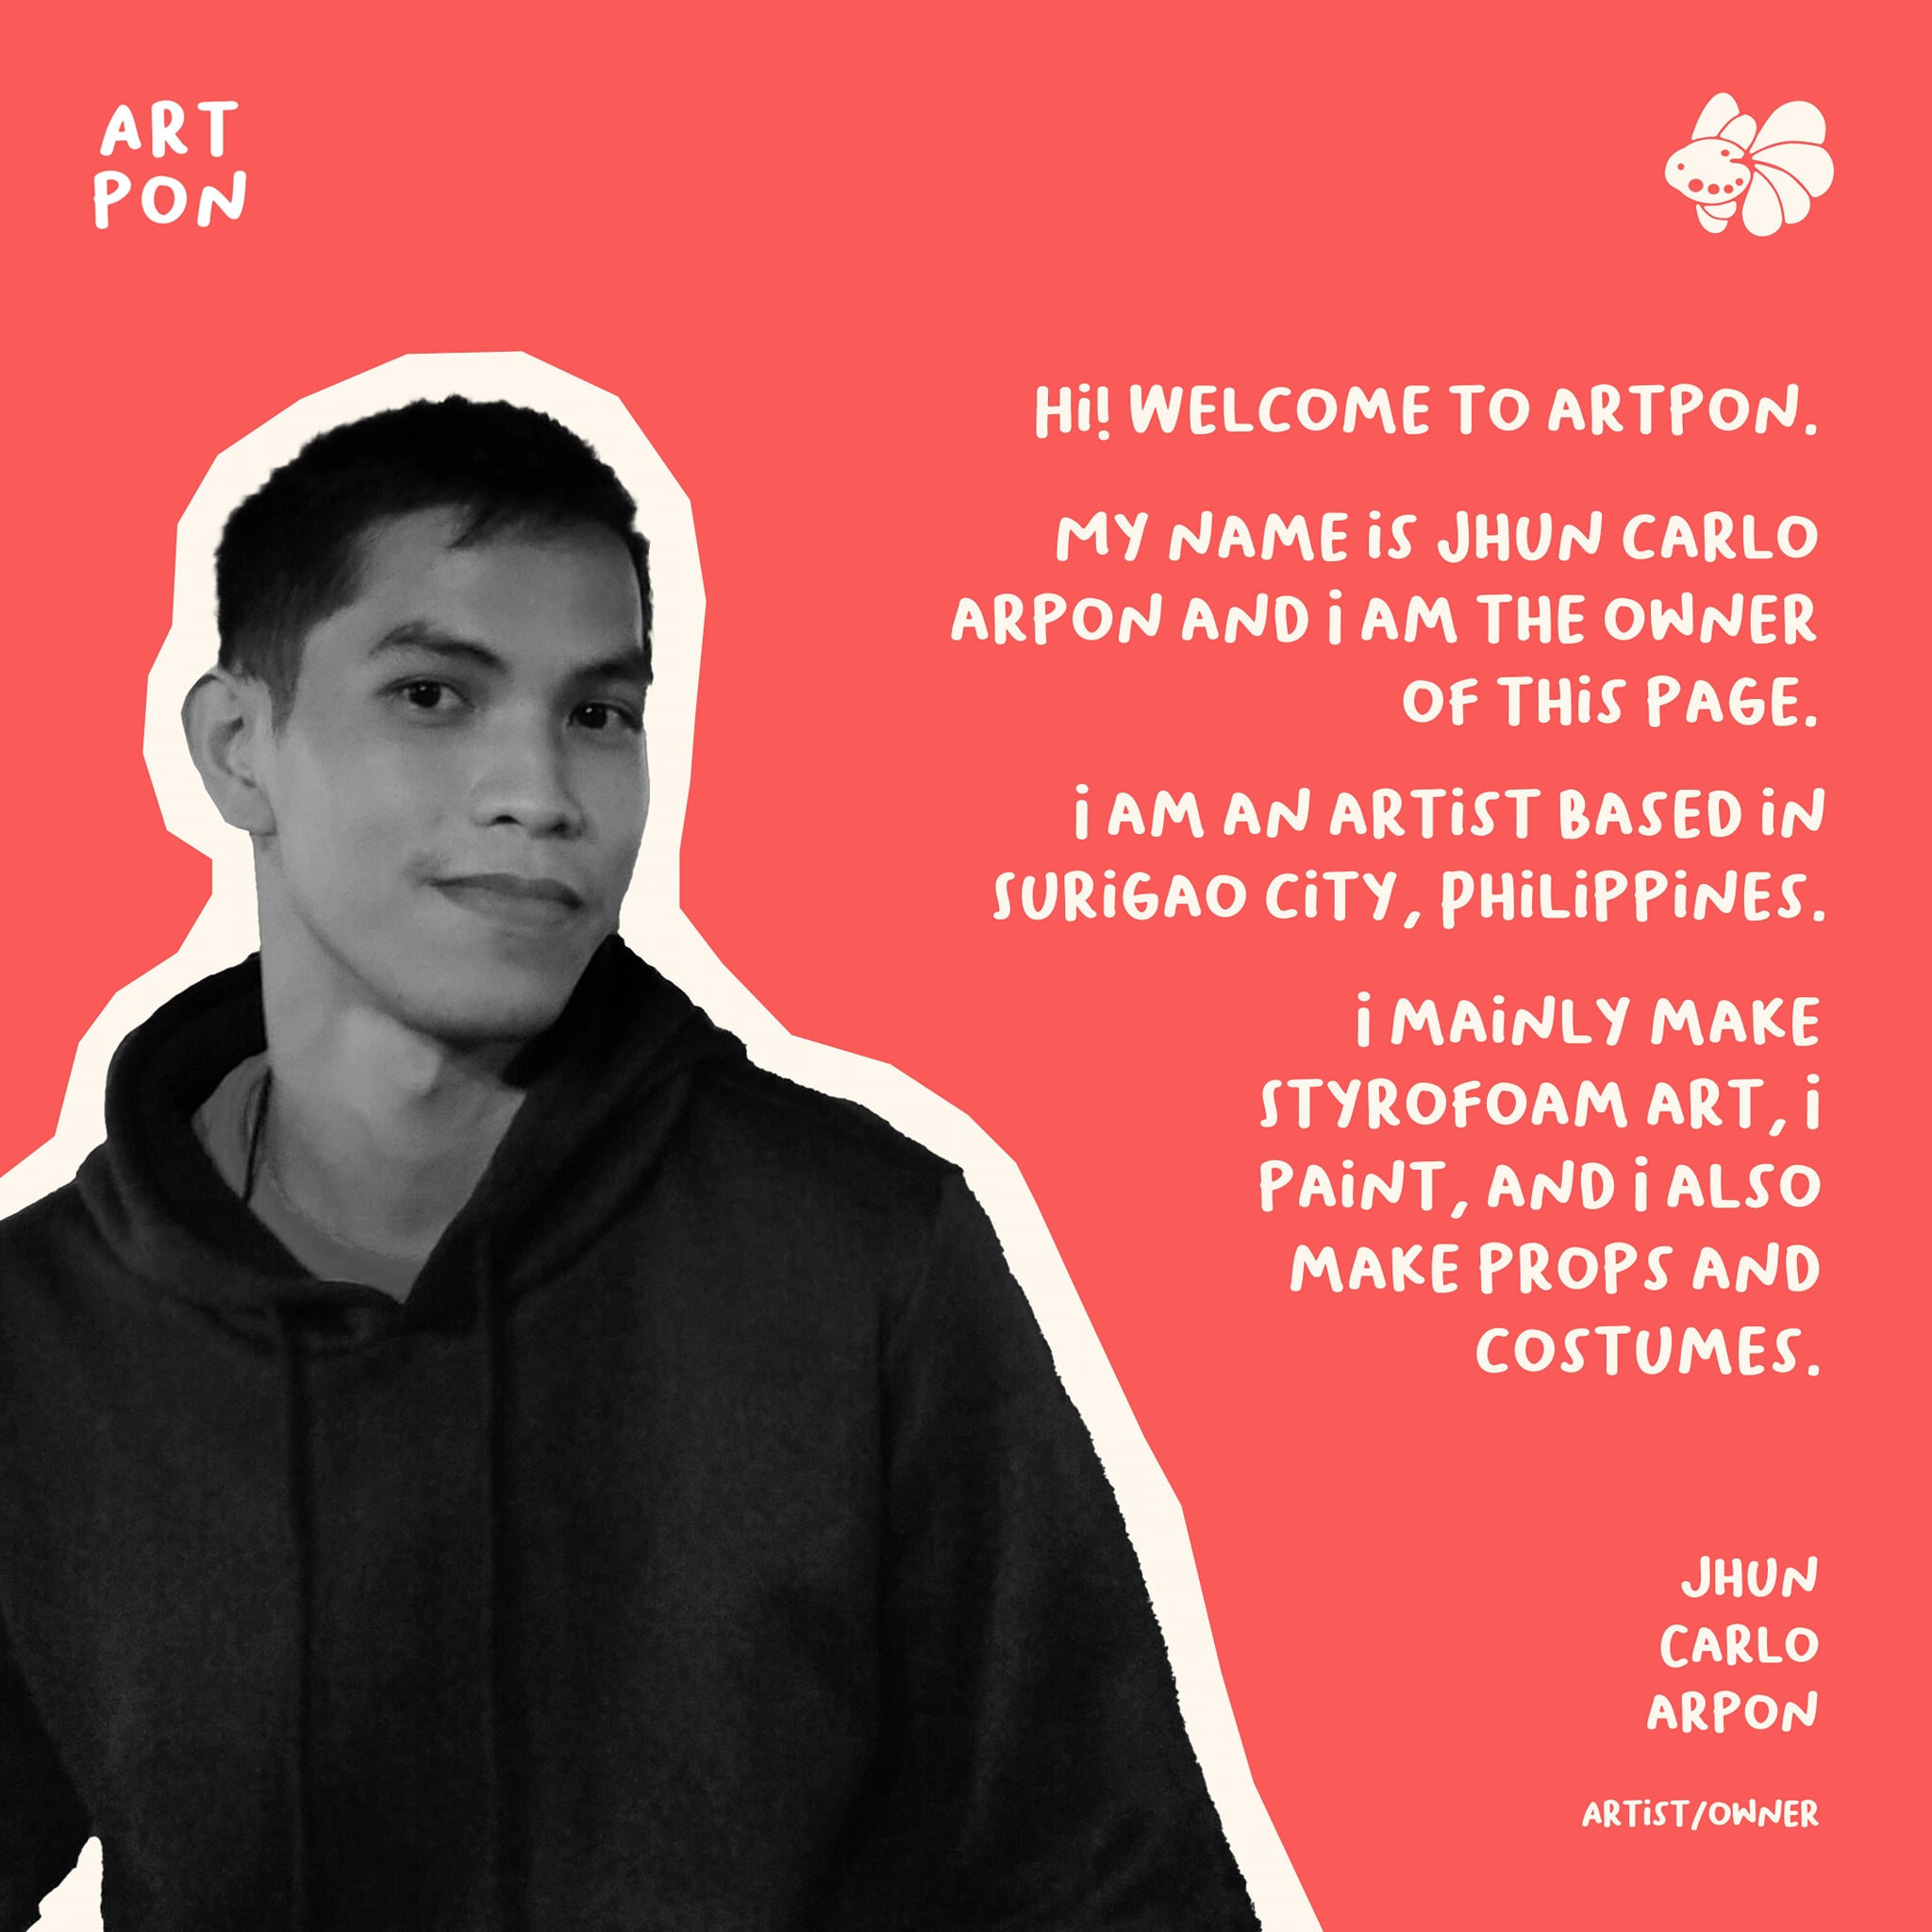 ART
PON
Hi! WELCOME TO ARTPON.
MY NAME iS JHUN CARLO
ARPON AND i AM THE OWNER
OF THiS PAGE.
i AM AN ARTiST BASED iN
SURiGAO CiTY, PHiLiPPiNES.
i MAiNLY MAKE
STYROFOAM ART, i
PAiNT, AND i ALSO
MAKE PROPS AND
COSTUMES.
JHUN
CARLO
ARPON
ARTiST/OWNER